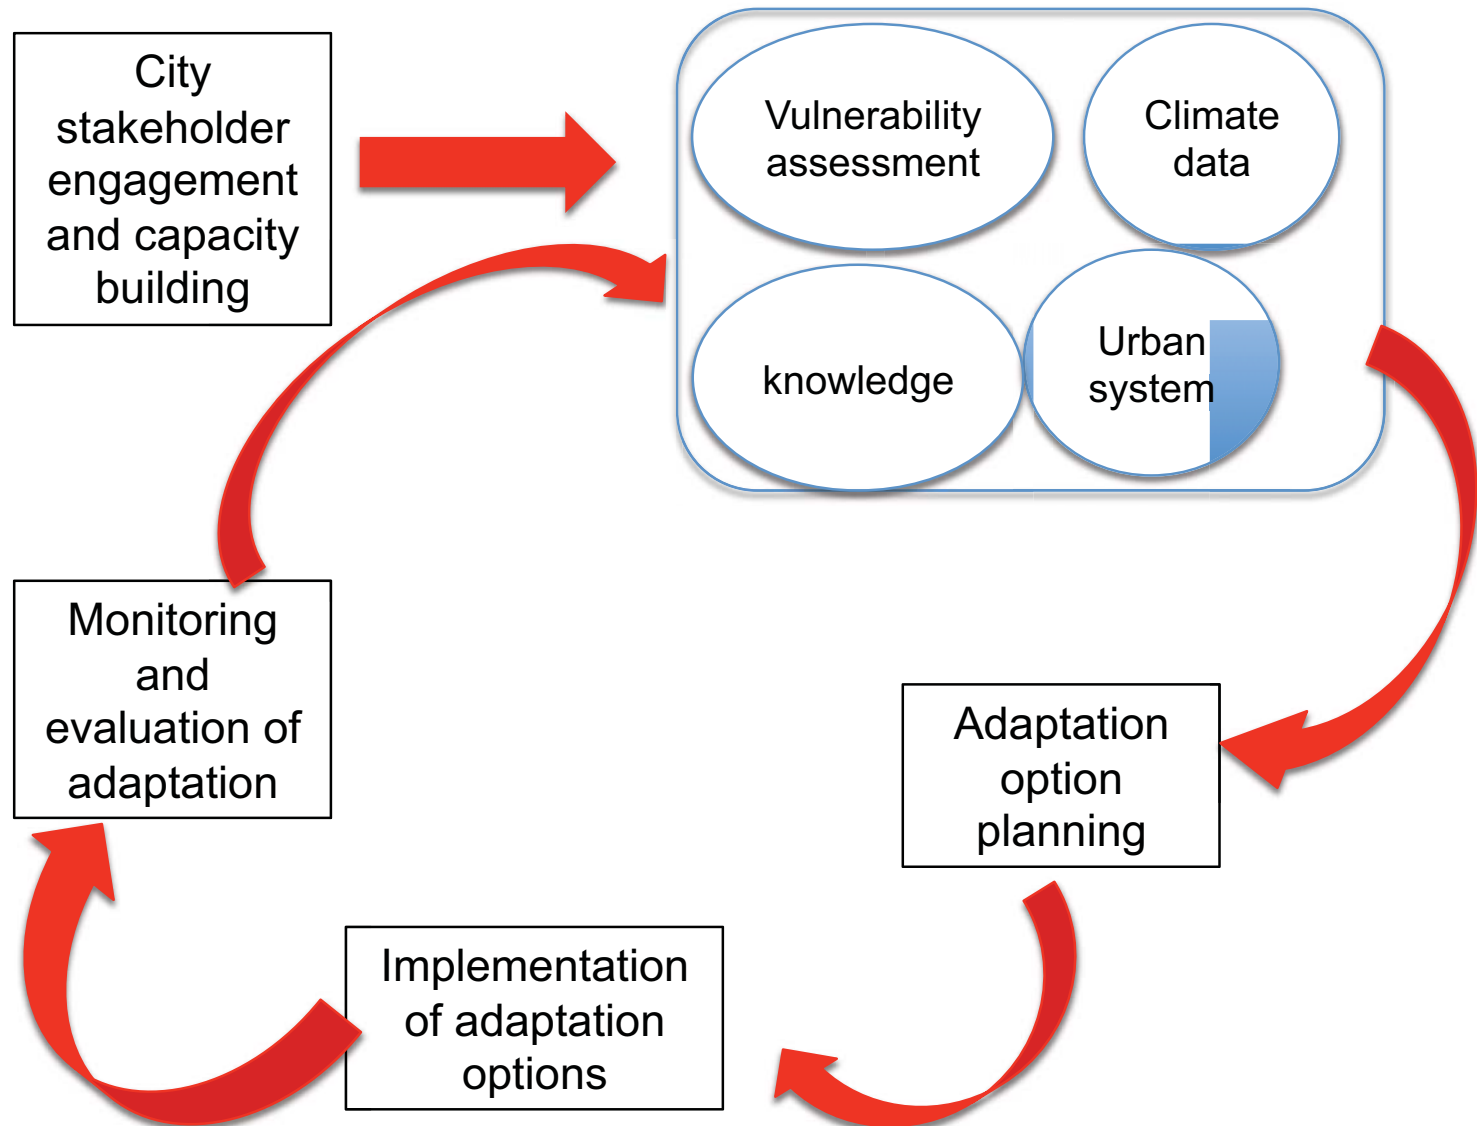 City
stakeholder
engagement
and capacity
building
Vulnerability
assessment
Climate
data
knowledge
Urban
system
Monitoring
and
evaluation of
adaptation
Adaptation
option
planning
Implementation
of adaptation
options